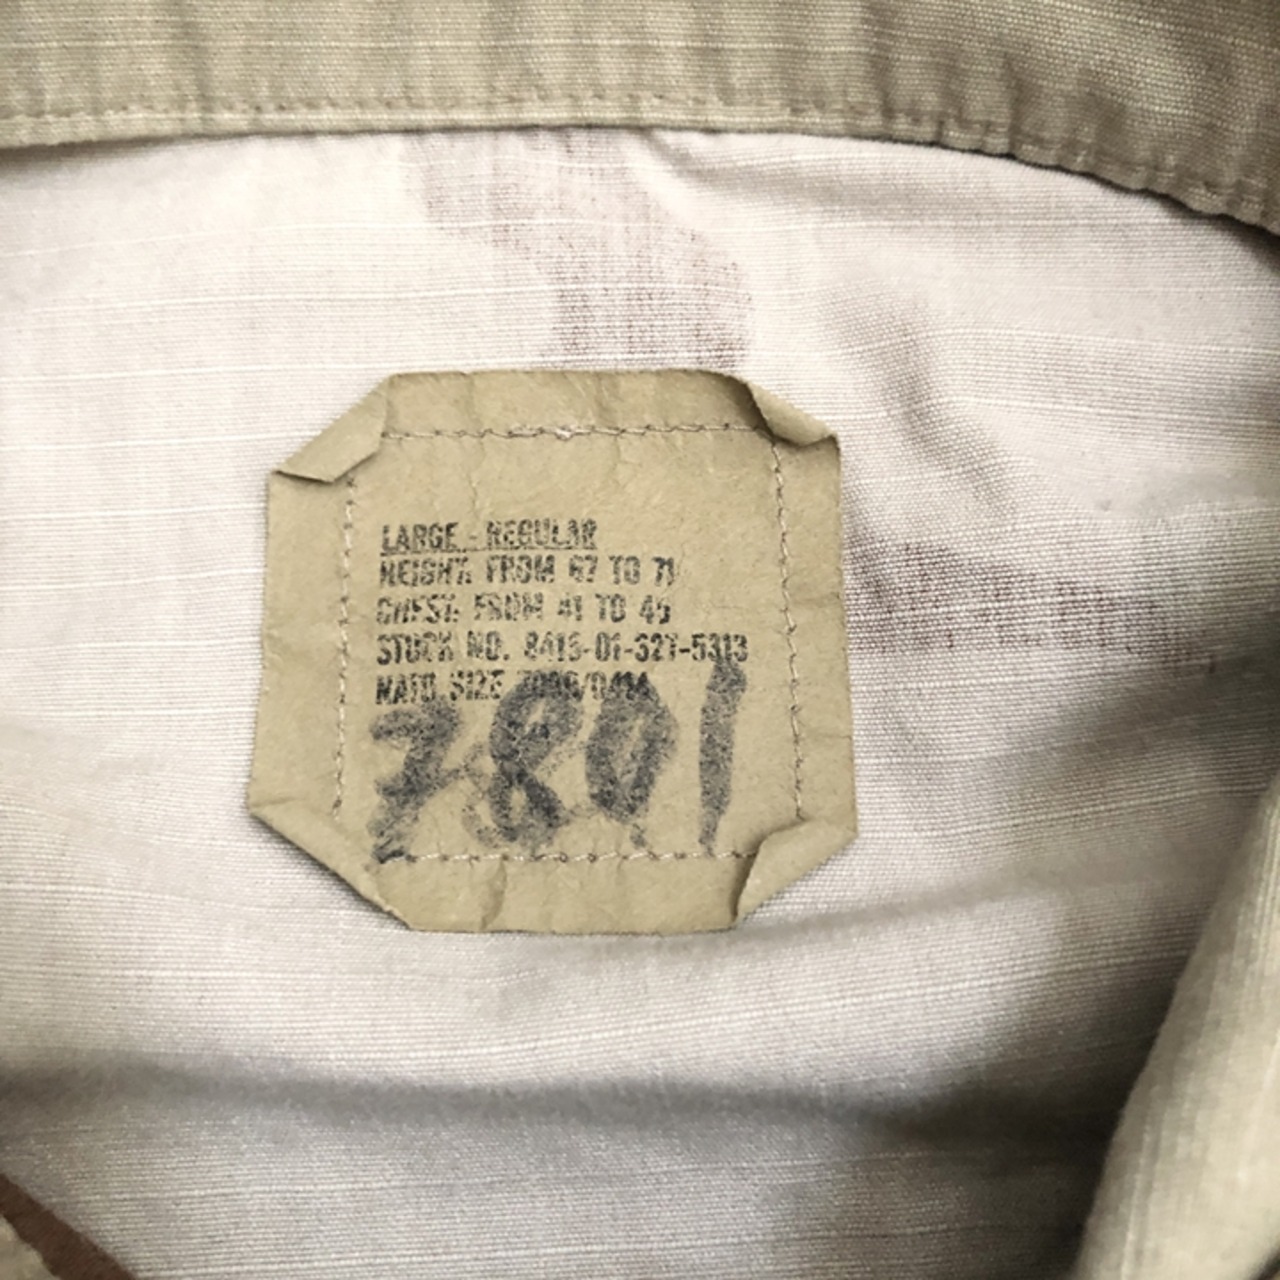 LARGE - REGULAR
HEIGHT: FROM 67 TO 71
CHEST: FROM 41 TO 45
STOCK NO. 8415-01-327-5313
NATO SIZE
7801